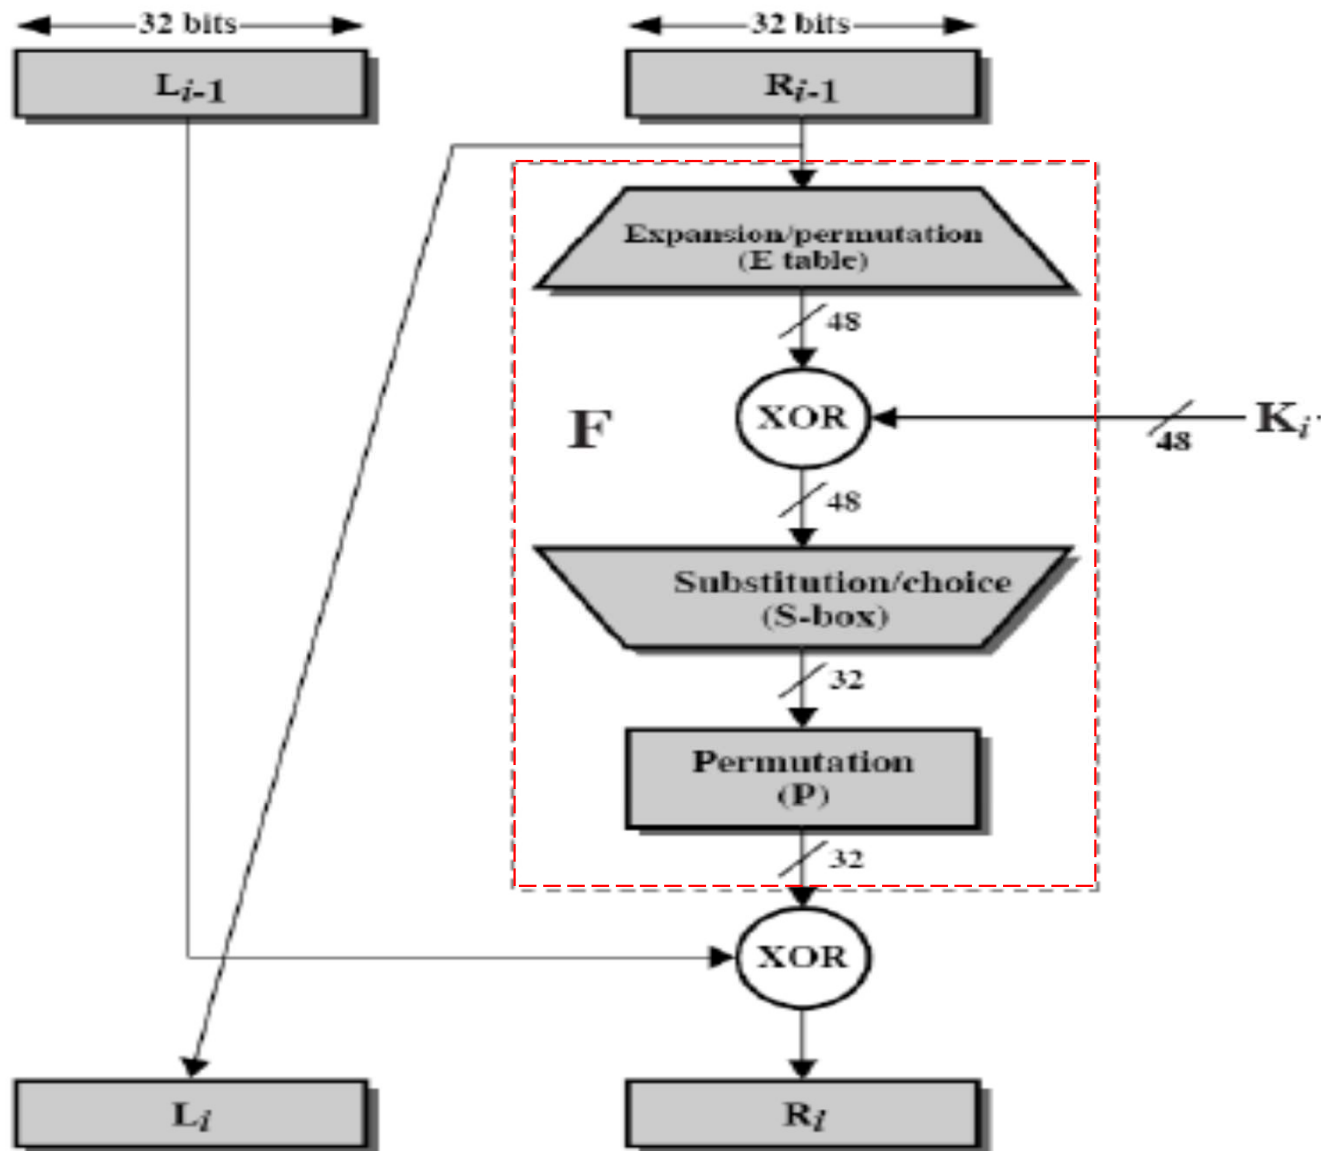 32 bits
32 bits
Li-1
Ri-1
Expansion/permutation
(E table)
48
XOR
F
Ki
48
48
Substitution/choice
(S-box)
32
Permutation
(P)
32
XOR
Li
Ri